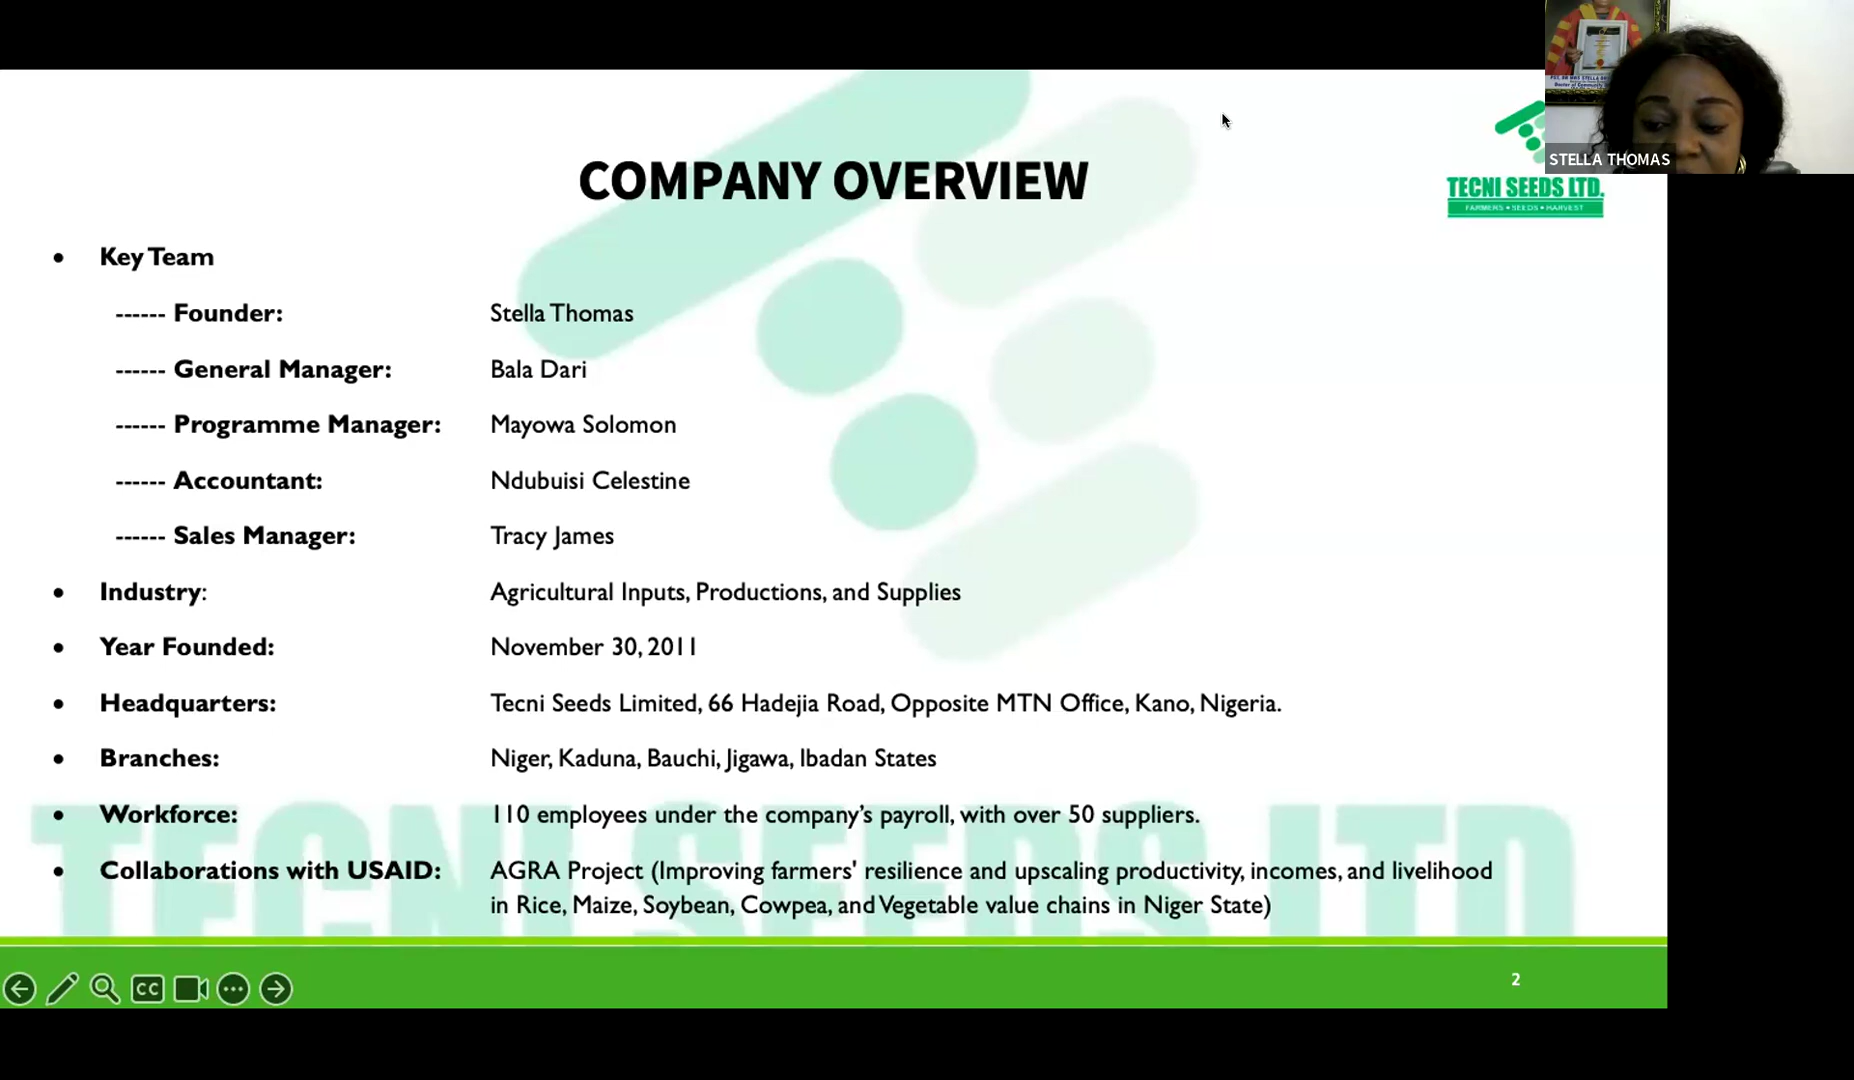 COMPANY OVERVIEW
STELLA THOMAS
TECNI SEEDS LTD.
FARMERS • SEEDS • HARVEST
• Key Team
------ Founder: Stella Thomas
------ General Manager: Bala Dari
------ Programme Manager: Mayowa Solomon
------ Accountant: Ndubuisi Celestine
------ Sales Manager: Tracy James
• Industry: Agricultural Inputs, Productions, and Supplies
• Year Founded: November 30, 2011
• Headquarters: Tecni Seeds Limited, 66 Hadejia Road, Opposite MTN Office, Kano, Nigeria.
• Branches: Niger, Kaduna, Bauchi, Jigawa, Ibadan States
• Workforce: 110 employees under the company’s payroll, with over 50 suppliers.
• Collaborations with USAID: AGRA Project (Improving farmers' resilience and upscaling productivity, incomes, and livelihood
in Rice, Maize, Soybean, Cowpea, and Vegetable value chains in Niger State)
TECNI SEEDS LTD
CC
2